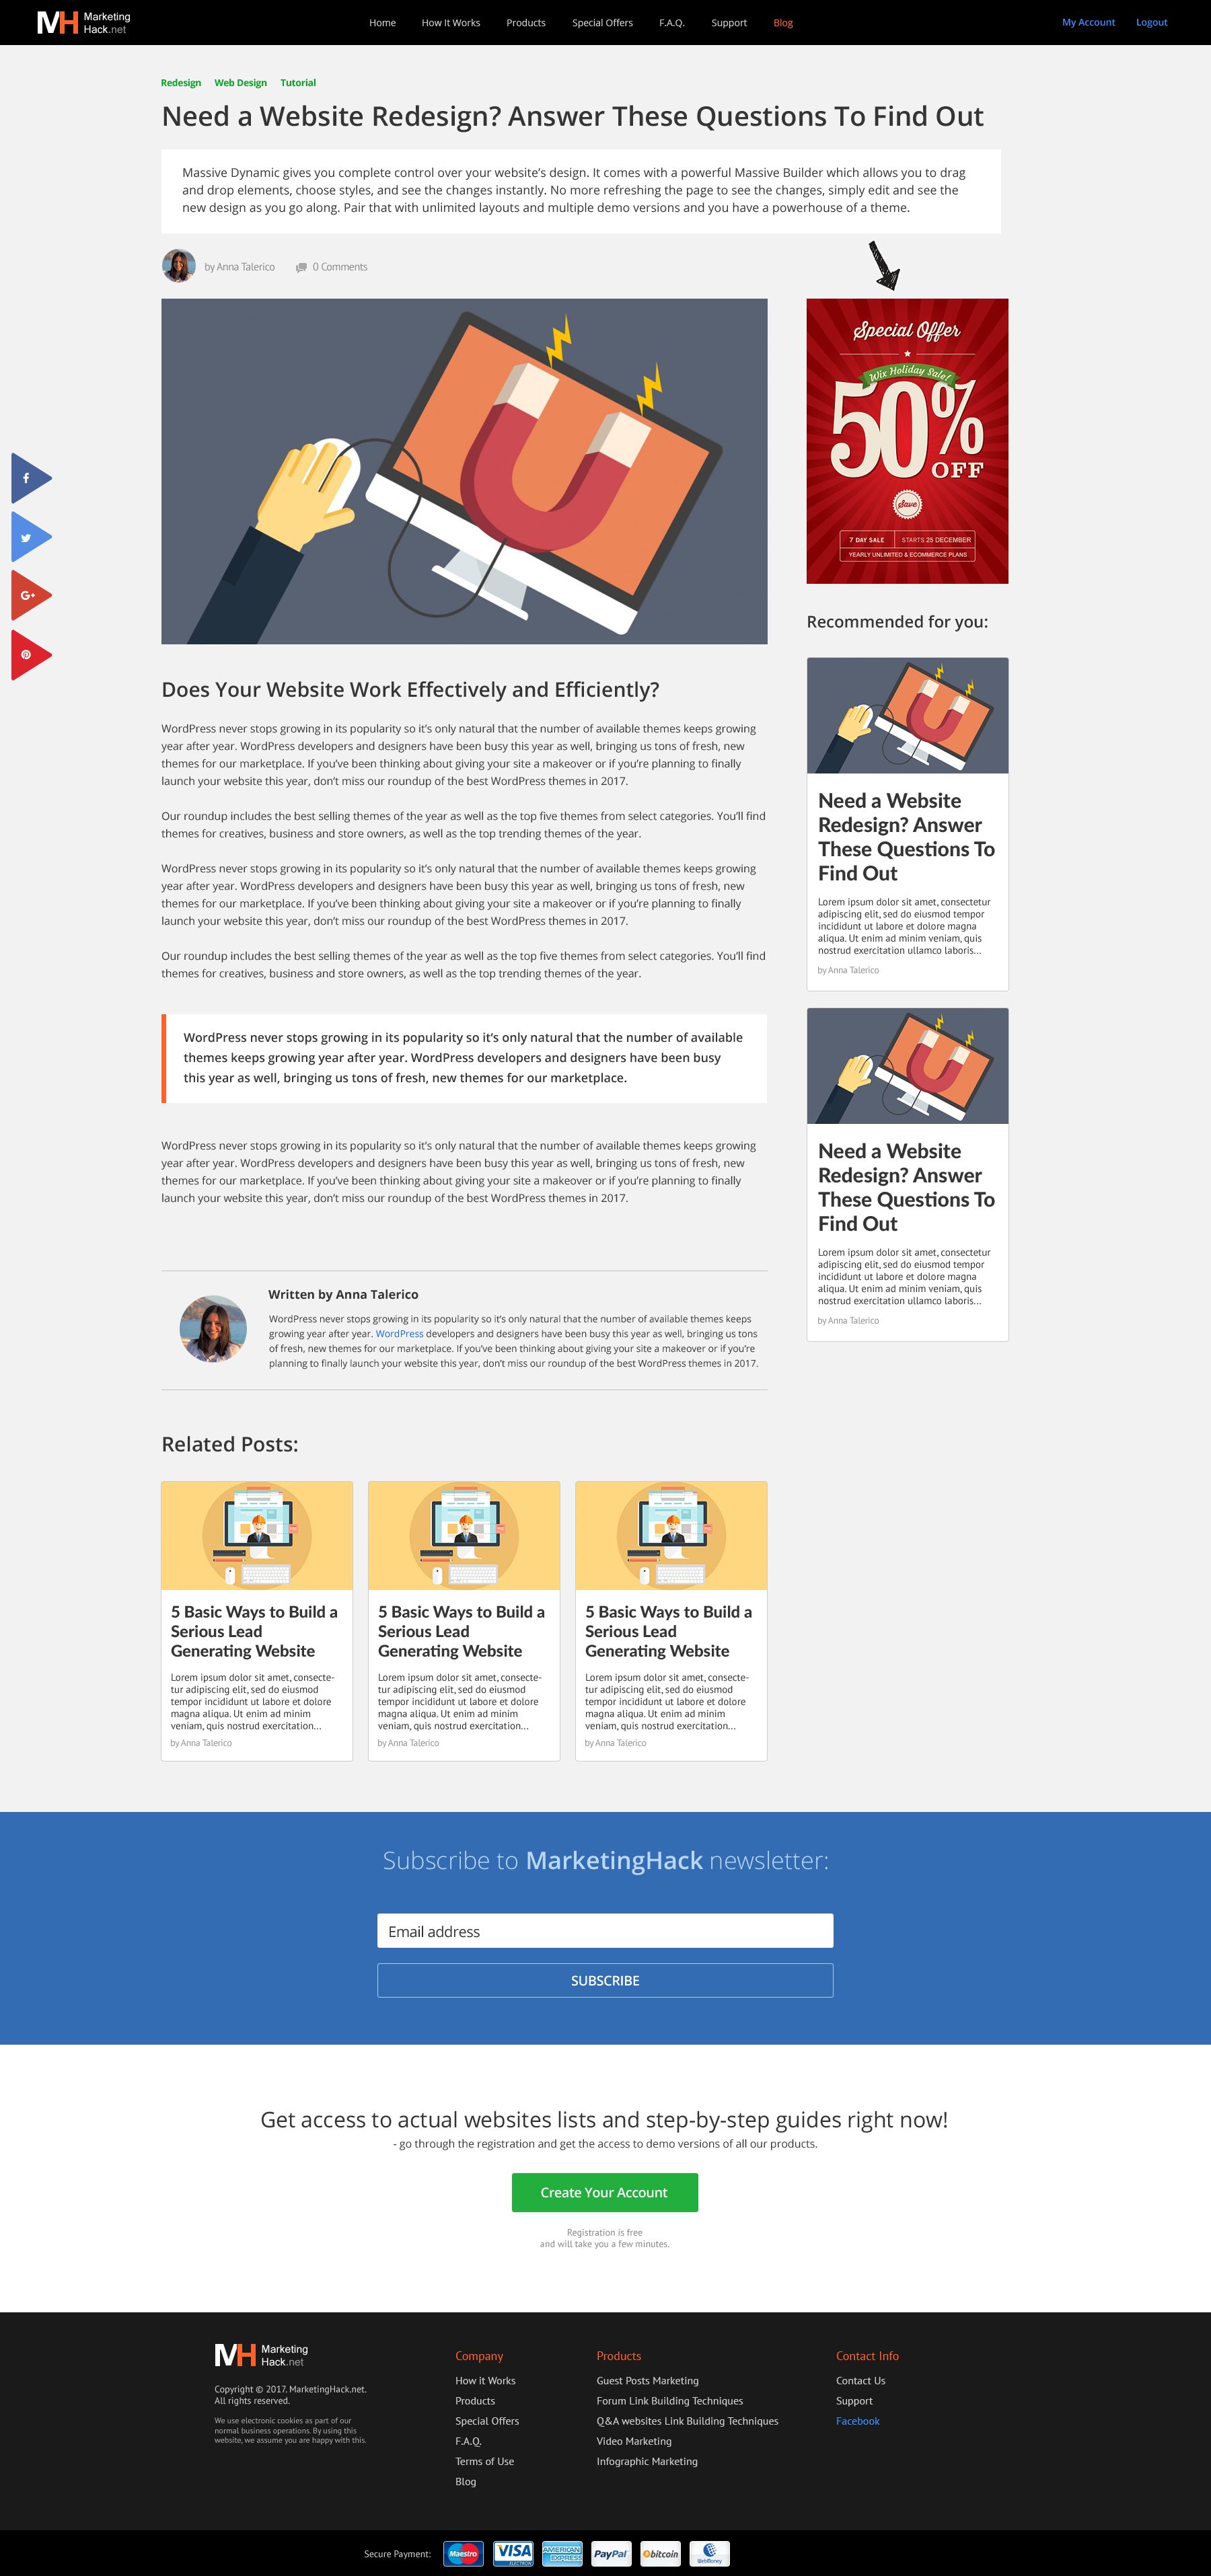 MH Marketing
Hack.net
Home How It Works Products Special Offers F.A.Q. Support Blog
My Account Logout
Redesign Web Design Tutorial
Need a Website Redesign? Answer These Questions To Find Out
Massive Dynamic gives you complete control over your website's design. It comes with a powerful Massive Builder which allows you to drag
and drop elements, choose styles, and see the changes instantly. No more refreshing the page to see the changes, simply edit and see the
new design as you go along. Pair that with unlimited layouts and multiple demo versions and you have a powerhouse of a theme.
by Anna Talerico 0 Comments
Special Offer
Wix Holiday Sale!
50%
OFF
Save
7 DAY SALE STARTS 25 DECEMBER
YEARLY UNLIMITED & ECOMMERCE PLANS
f
G+
Does Your Website Work Effectively and Efficiently?
WordPress never stops growing in its popularity so it's only natural that the number of available themes keeps growing
year after year. WordPress developers and designers have been busy this year as well, bringing us tons of fresh, new
themes for our marketplace. If you've been thinking about giving your site a makeover or if you're planning to finally
launch your website this year, don't miss our roundup of the best WordPress themes in 2017.
Our roundup includes the best selling themes of the year as well as the top five themes from select categories. You'll find
themes for creatives, business and store owners, as well as the top trending themes of the year.
WordPress never stops growing in its popularity so it's only natural that the number of available themes keeps growing
year after year. WordPress developers and designers have been busy this year as well, bringing us tons of fresh, new
themes for our marketplace. If you've been thinking about giving your site a makeover or if you're planning to finally
launch your website this year, don't miss our roundup of the best WordPress themes in 2017.
Our roundup includes the best selling themes of the year as well as the top five themes from select categories. You'll find
themes for creatives, business and store owners, as well as the top trending themes of the year.
WordPress never stops growing in its popularity so it's only natural that the number of available
themes keeps growing year after year. WordPress developers and designers have been busy
this year as well, bringing us tons of fresh, new themes for our marketplace.
WordPress never stops growing in its popularity so it's only natural that the number of available themes keeps growing
year after year. WordPress developers and designers have been busy this year as well, bringing us tons of fresh, new
themes for our marketplace. If you've been thinking about giving your site a makeover or if you're planning to finally
launch your website this year, don't miss our roundup of the best WordPress themes in 2017.
Recommended for you:
Need a Website
Redesign? Answer
These Questions To
Find Out
Lorem ipsum dolor sit amet, consectetur
adipiscing elit, sed do eiusmod tempor
incididunt ut labore et dolore magna
aliqua. Ut enim ad minim veniam, quis
nostrud exercitation ullamco laboris...
by Anna Talerico
Need a Website
Redesign? Answer
These Questions To
Find Out
Lorem ipsum dolor sit amet, consectetur
adipiscing elit, sed do eiusmod tempor
incididunt ut labore et dolore magna
aliqua. Ut enim ad minim veniam, quis
nostrud exercitation ullamco laboris...
by Anna Talerico
Written by Anna Talerico
WordPress never stops growing in its popularity so it's only natural that the number of available themes keeps
growing year after year. WordPress developers and designers have been busy this year as well, bringing us tons
of fresh, new themes for our marketplace. If you've been thinking about giving your site a makeover or if you're
planning to finally launch your website this year, don't miss our roundup of the best WordPress themes in 2017.
Related Posts:
5 Basic Ways to Build a
Serious Lead
Generating Website
Lorem ipsum dolor sit amet, consecte-
tur adipiscing elit, sed do eiusmod
tempor incididunt ut labore et dolore
magna aliqua. Ut enim ad minim
veniam, quis nostrud exercitation...
by Anna Talerico
5 Basic Ways to Build a
Serious Lead
Generating Website
Lorem ipsum dolor sit amet, consecte-
tur adipiscing elit, sed do eiusmod
tempor incididunt ut labore et dolore
magna aliqua. Ut enim ad minim
veniam, quis nostrud exercitation...
by Anna Talerico
5 Basic Ways to Build a
Serious Lead
Generating Website
Lorem ipsum dolor sit amet, consecte-
tur adipiscing elit, sed do eiusmod
tempor incididunt ut labore et dolore
magna aliqua. Ut enim ad minim
veniam, quis nostrud exercitation...
by Anna Talerico
Subscribe to MarketingHack newsletter:
Email address
SUBSCRIBE
Get access to actual websites lists and step-by-step guides right now!
- go through the registration and get the access to demo versions of all our products.
Create Your Account
Registration is free
and will take you a few minutes.
MH Marketing
Hack.net
Copyright © 2017. MarketingHack.net.
All rights reserved.
We use electronic cookies as part of our
normal business operations. By using this
website, we assume you are happy with this.
Company
How it Works
Products
Special Offers
F.A.Q.
Terms of Use
Blog
Products
Guest Posts Marketing
Forum Link Building Techniques
Q&A websites Link Building Techniques
Video Marketing
Infographic Marketing
Contact Info
Contact Us
Support
Facebook
Secure Payment:
Maestro
VISA
ELECTRON
AMERICAN
EXPRESS
PayPal
bitcoin
WebMoney